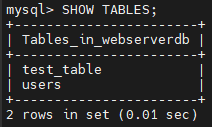 mysql> SHOW TABLES;
+-----------------------+
| Tables_in_webserverdb |
+-----------------------+
| test_table            |
| users                 |
+-----------------------+
2 rows in set (0.01 sec)